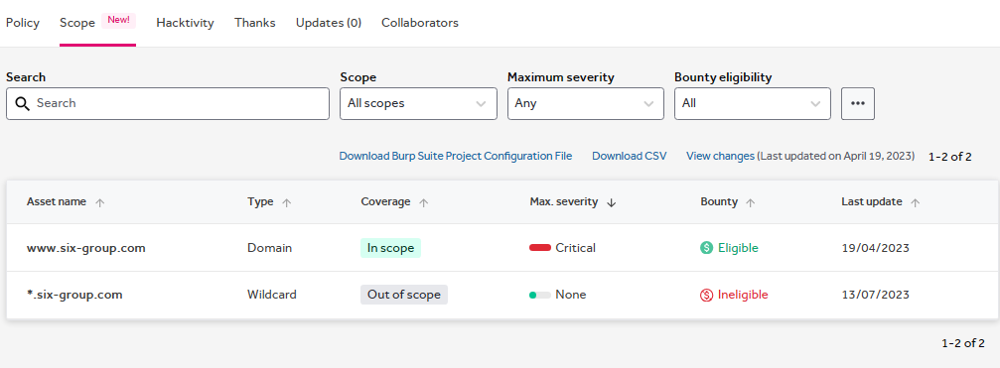 Policy Scope New! Hacktivity Thanks Updates (0) Collaborators
Search Scope Maximum severity Bounty eligibility
Search All scopes Any All
Download Burp Suite Project Configuration File Download CSV View changes (Last updated on April 19, 2023) 1-2 of 2
Asset name Type Coverage Max. severity Bounty Last update
www.six-group.com Domain In scope Critical Eligible 19/04/2023
*.six-group.com Wildcard Out of scope None Ineligible 13/07/2023
1-2 of 2